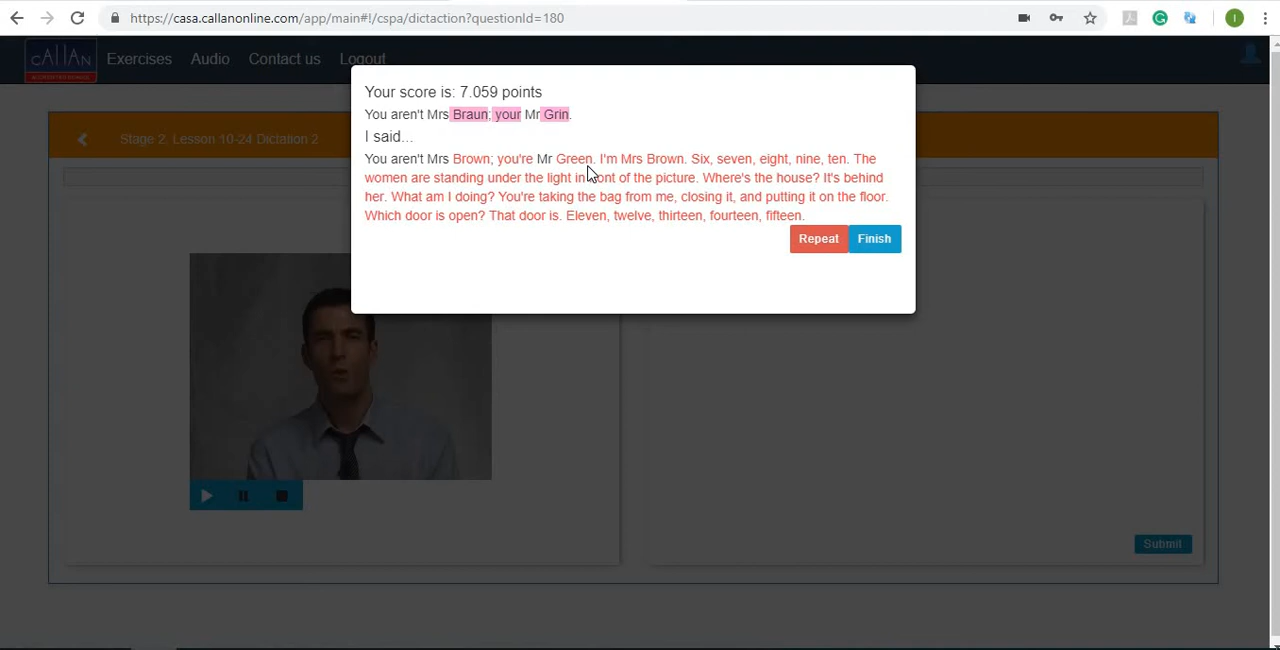 https://casa.callanonline.com/app/main#!/cspa/dictaction?questionId=180
cAllAn
Exercises Audio Contact us Logout
Stage 2. Lesson 10-24 Dictation 2
Your score is: 7.059 points
You aren't Mrs Braun; your Mr Grin.
I said...
You aren't Mrs Brown; you're Mr Green. I'm Mrs Brown. Six, seven, eight, nine, ten. The
women are standing under the light in of the picture. Where's the house? It's behind
her. What am I doing? You're taking the bag from me, closing it, and putting it on the floor.
Which door is open? That door is. Eleven, twelve, thirteen, fourteen, fifteen.
Repeat Finish
Submit